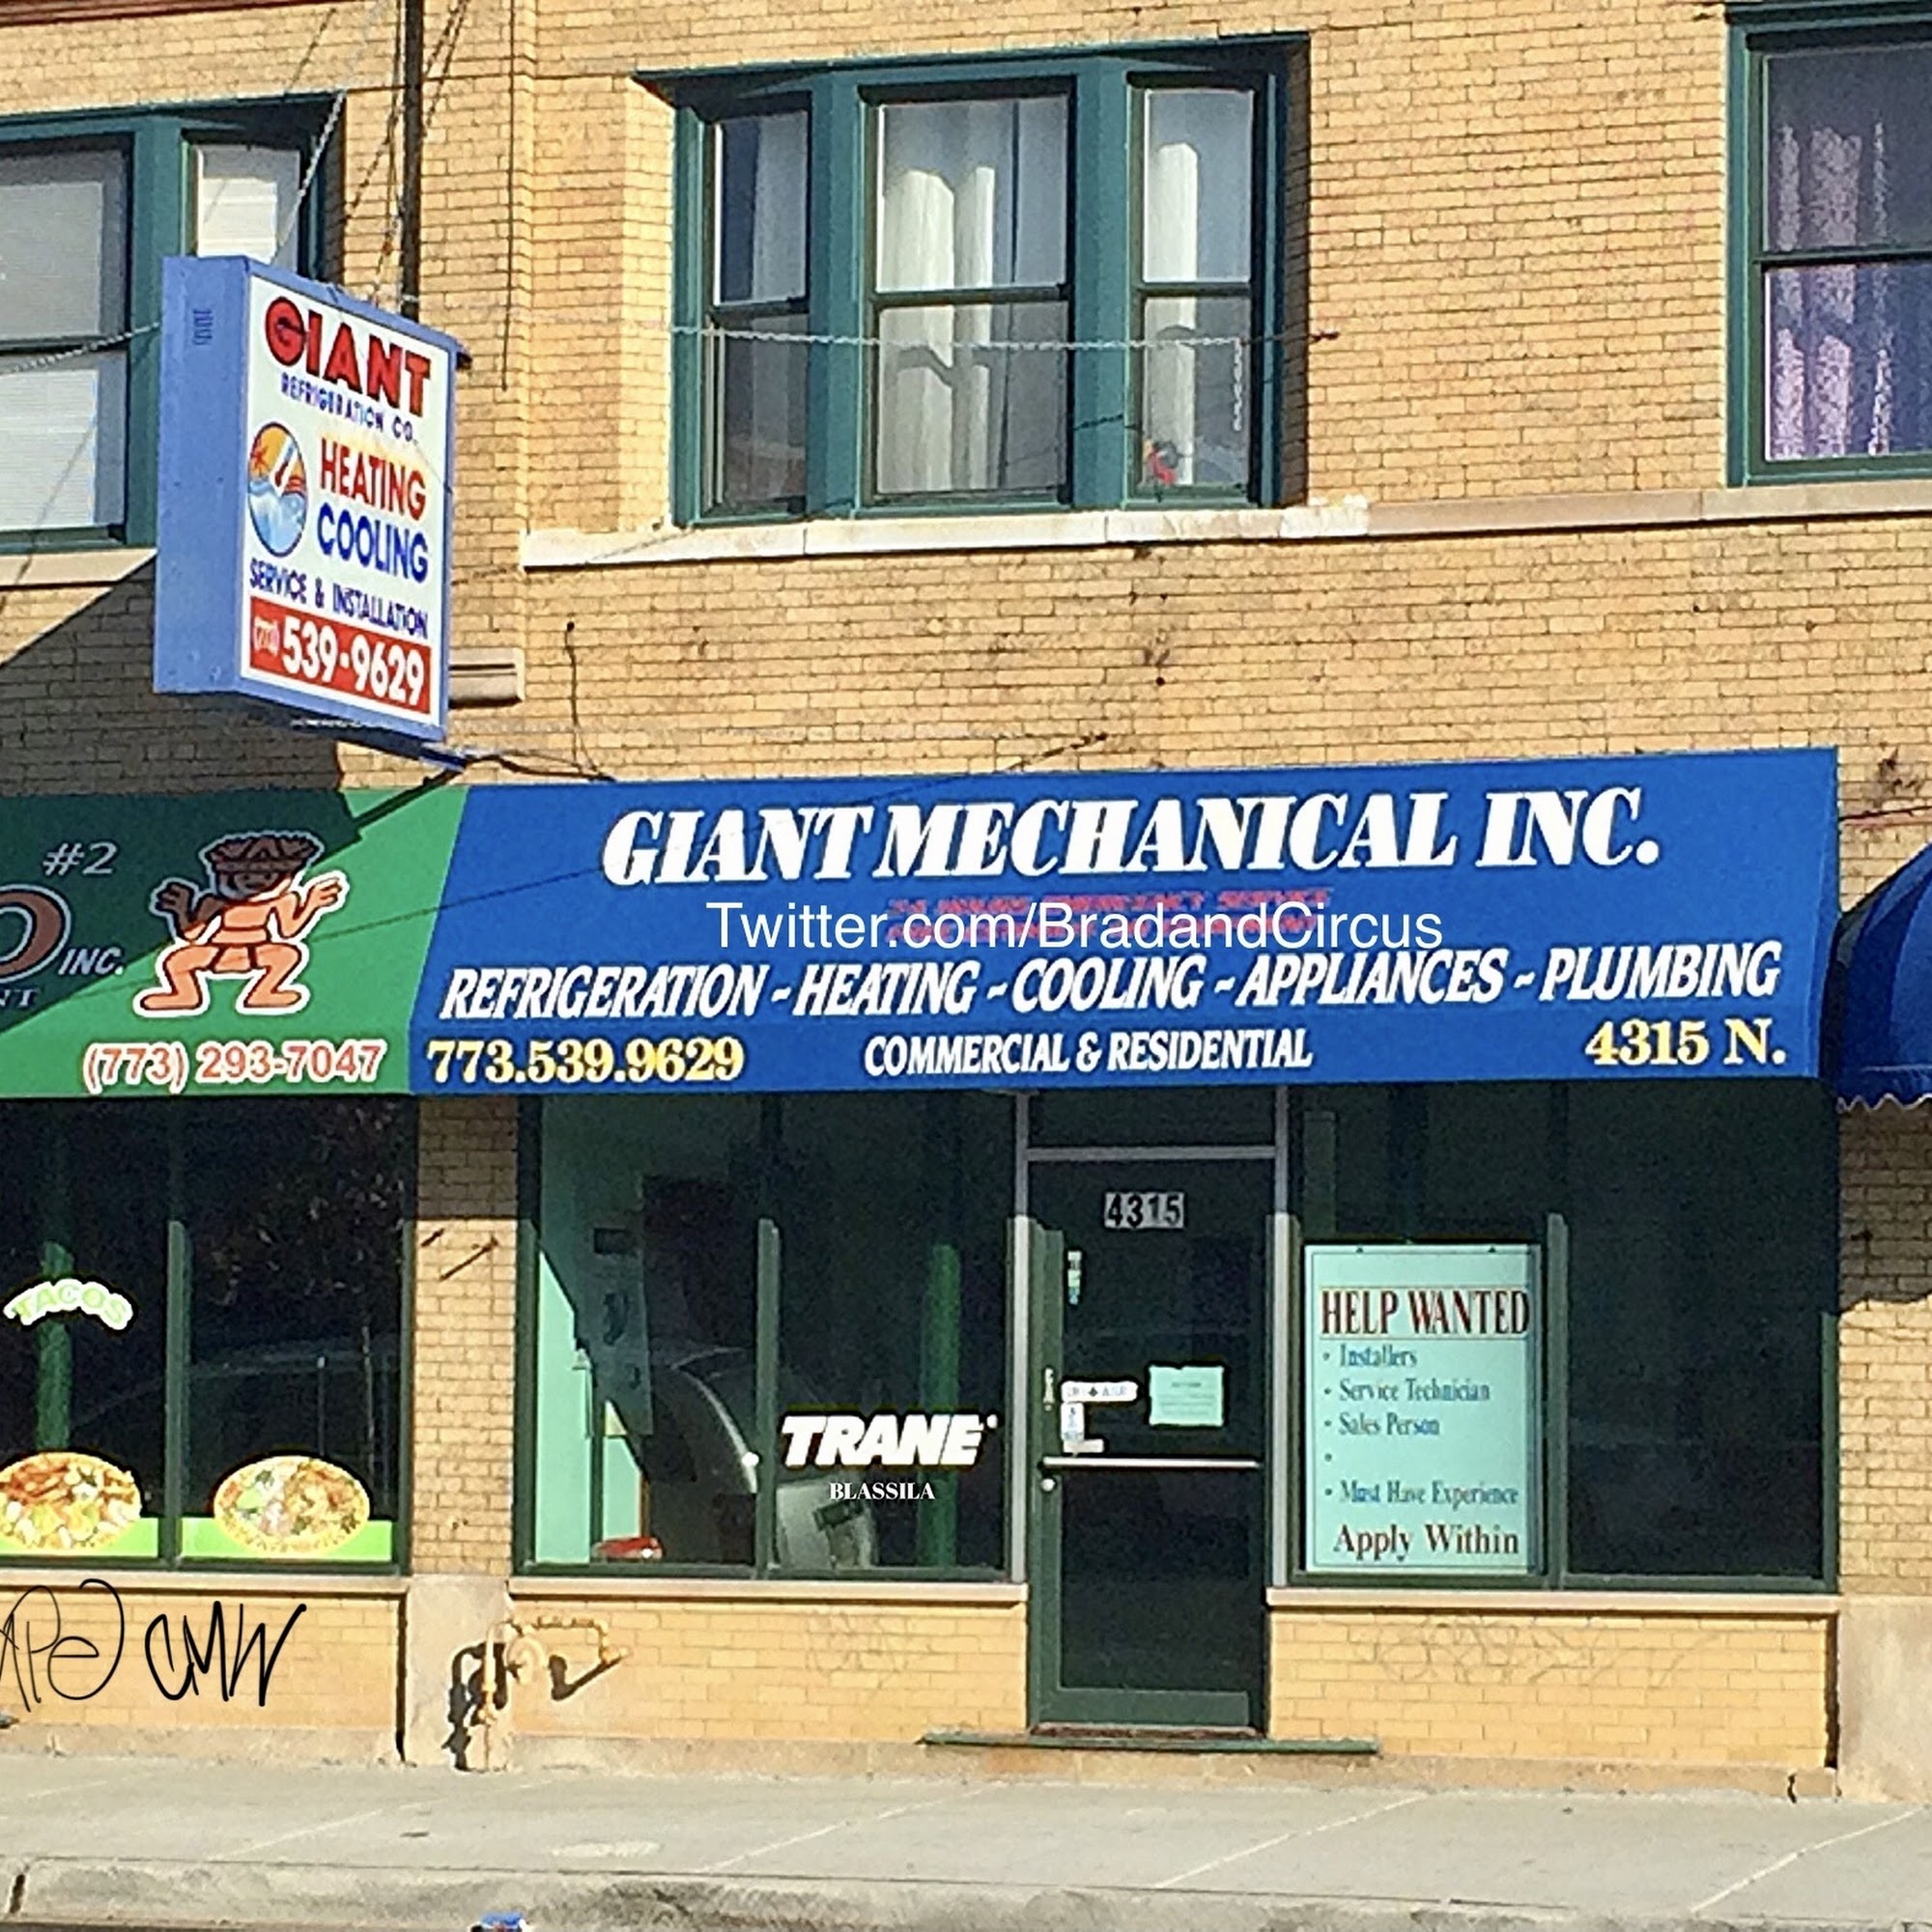 GIANT
REFRIGERATION CO.
HEATING
COOLING
SERVICE & INSTALLATION
(773) 539-9629
#2
INC.
(773) 293-7047
GIANT MECHANICAL INC.
Twitter.com/BradandCircus
REFRIGERATION - HEATING - COOLING - APPLIANCES - PLUMBING
773.539.9629 COMMERCIAL & RESIDENTIAL 4315 N.
4315
TACOS
TRANE
BLASSILA
HELP WANTED
• Installers
• Service Technician
• Sales Person
•
• Must Have Experience
Apply Within
CMW